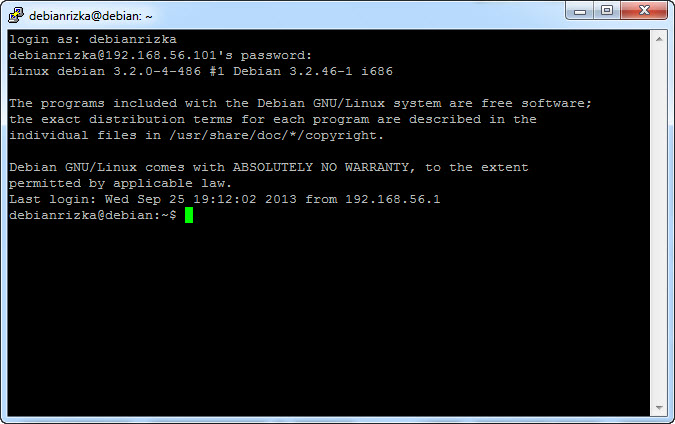 debianrizka@debian: ~
login as: debianrizka
debianrizka@192.168.56.101's password:
Linux debian 3.2.0-4-486 #1 Debian 3.2.46-1 i686
The programs included with the Debian GNU/Linux system are free software;
the exact distribution terms for each program are described in the
individual files in /usr/share/doc/*/copyright.
Debian GNU/Linux comes with ABSOLUTELY NO WARRANTY, to the extent
permitted by applicable law.
Last login: Wed Sep 25 19:12:02 2013 from 192.168.56.1
debianrizka@debian:~$